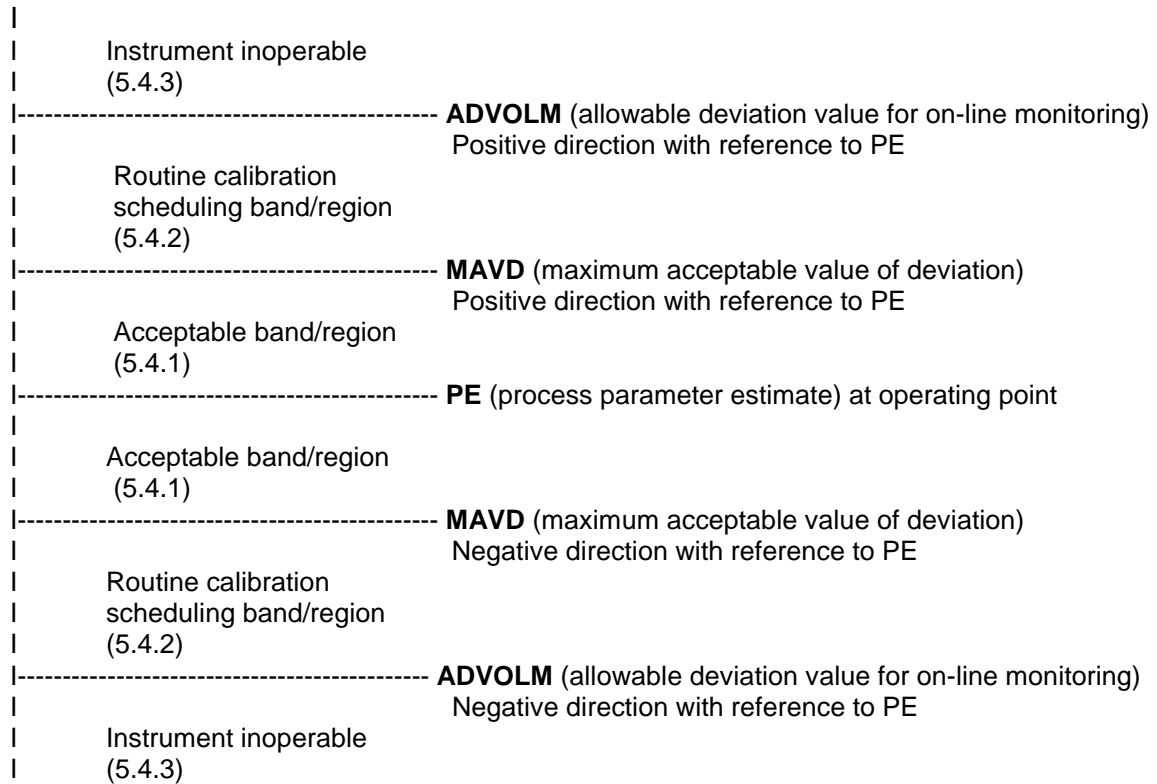 I
I Instrument inoperable
I (5.4.3)
I----------------------------------------------- ADVOLM (allowable deviation value for on-line monitoring)
I Positive direction with reference to PE
I Routine calibration
I scheduling band/region
I (5.4.2)
I----------------------------------------------- MAVD (maximum acceptable value of deviation)
I Positive direction with reference to PE
I Acceptable band/region
I (5.4.1)
I----------------------------------------------- PE (process parameter estimate) at operating point
I
I Acceptable band/region
I (5.4.1)
I----------------------------------------------- MAVD (maximum acceptable value of deviation)
I Negative direction with reference to PE
I Routine calibration
I scheduling band/region
I (5.4.2)
I---------------------------------------------- ADVOLM (allowable deviation value for on-line monitoring)
I Negative direction with reference to PE
I Instrument inoperable
I (5.4.3)